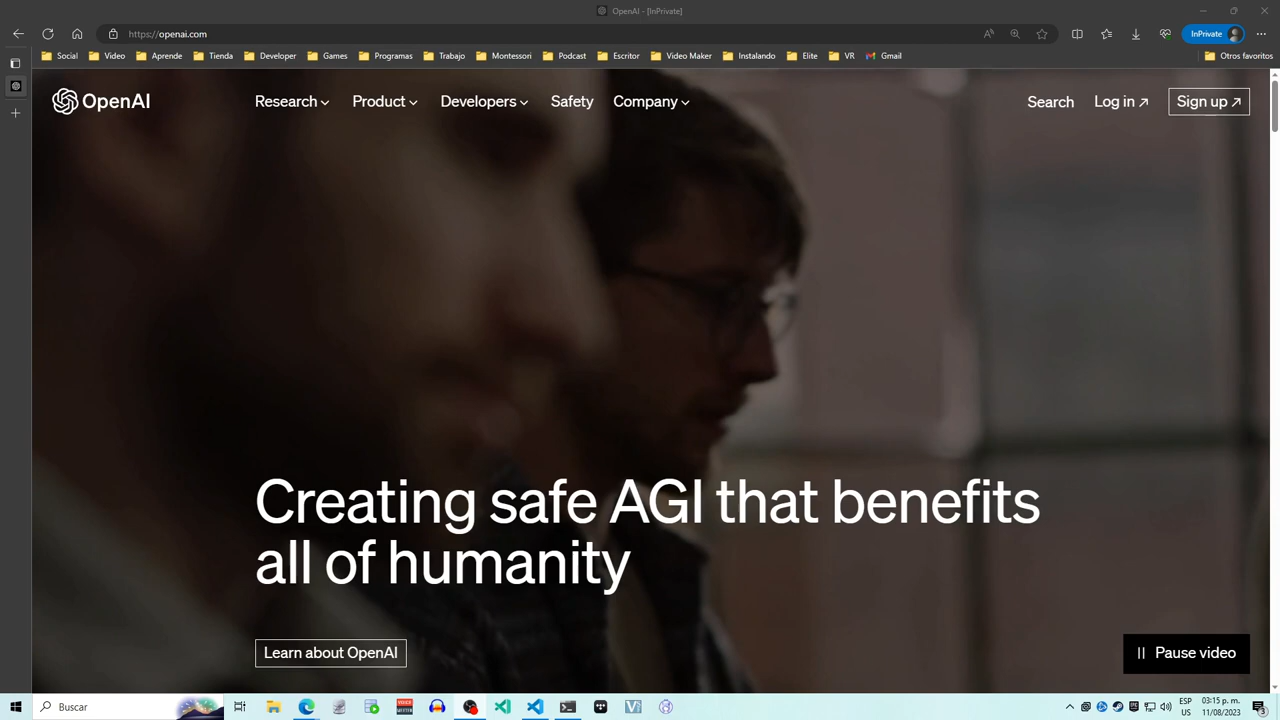 OpenAI - [InPrivate]
https://openai.com
InPrivate
Social
Video
Aprende
Tienda
Developer
Games
Programas
Trabajo
Montessori
Podcast
Escritor
Video Maker
Instalando
Elite
VR
Gmail
Otros favoritos
OpenAI
Research
Product
Developers
Safety
Company
Search
Log in ↗
Sign up ↗
Creating safe AGI that benefits
all of humanity
Learn about OpenAI
Pause video
Buscar
ESP
US
03:15 p. m.
11/08/2023